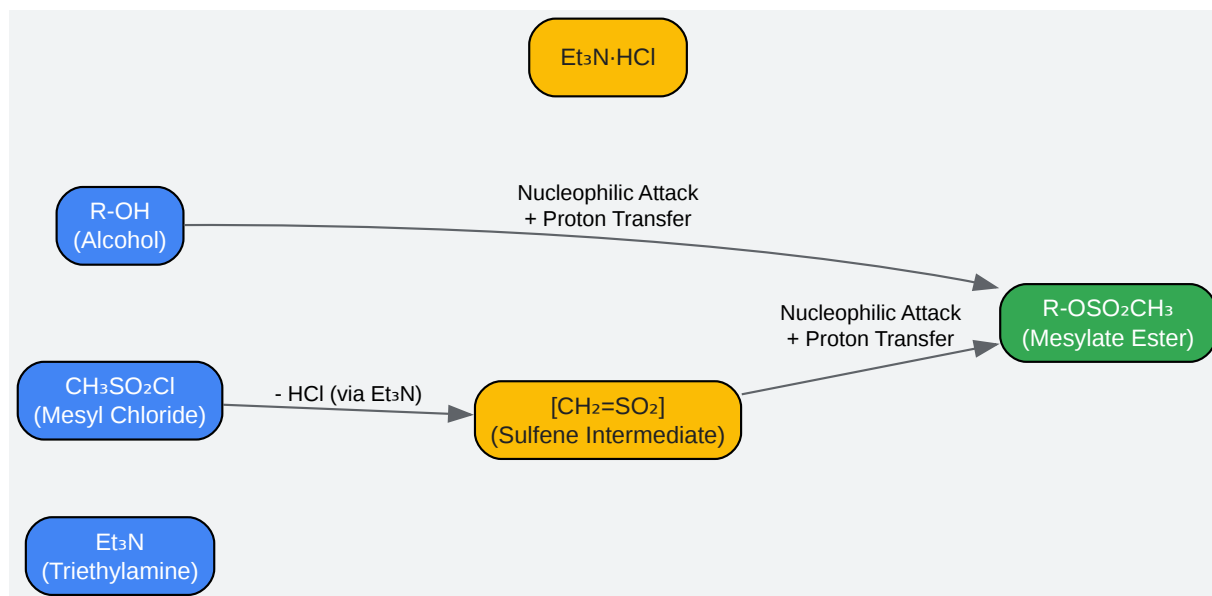 Et₃N·HCl
Nucleophilic Attack
+ Proton Transfer
R-OH
(Alcohol)
Nucleophilic Attack
+ Proton Transfer
R-OSO₂CH₃
(Mesylate Ester)
CH₃SO₂Cl
(Mesyl Chloride)
- HCl (via Et₃N)
[CH₂=SO₂]
(Sulfene Intermediate)
Et₃N
(Triethylamine)